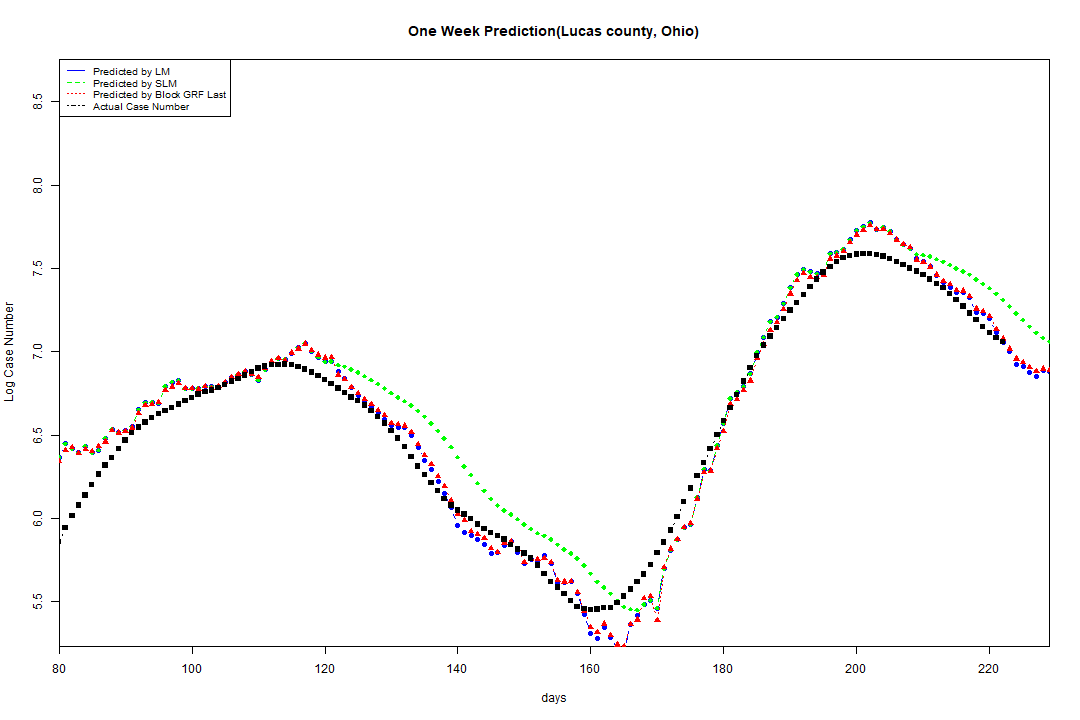 One Week Prediction(Lucas county, Ohio)
Predicted by LM
Predicted by SLM
Predicted by Block GRF Last
Actual Case Number
8.5
8.0
7.5
7.0
6.5
6.0
5.5
Log Case Number
80 100 120 140 160 180 200 220
days